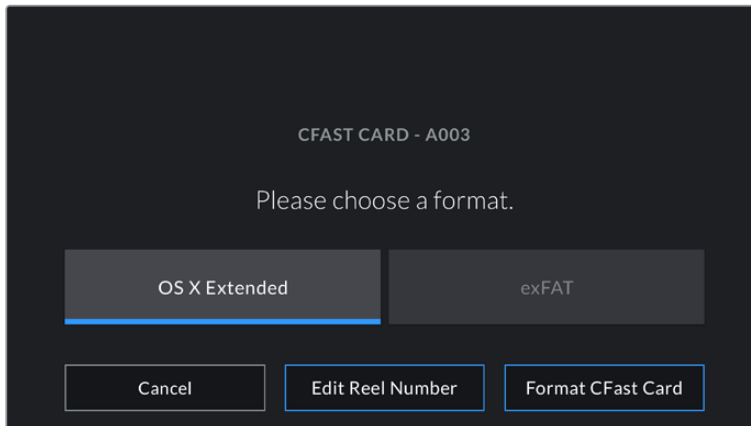 CFAST CARD - A003
Please choose a format.
OS X Extended
exFAT
Cancel
Edit Reel Number
Format CFast Card